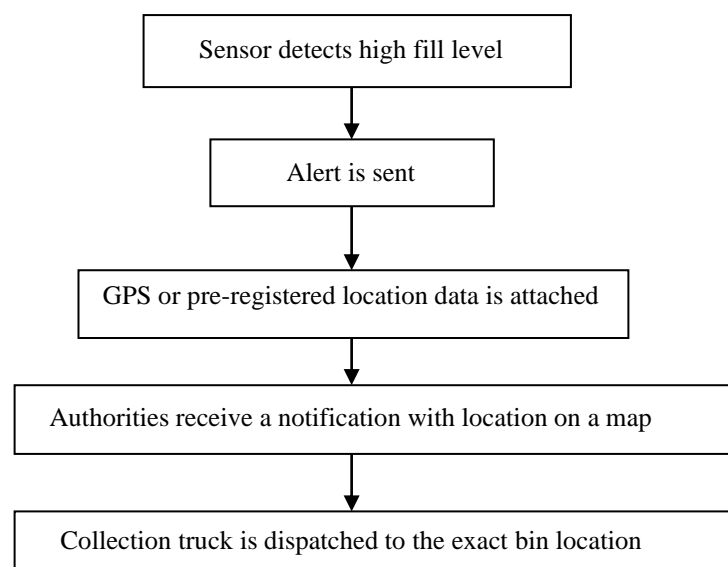 Sensor detects high fill level
Alert is sent
GPS or pre-registered location data is attached
Authorities receive a notification with location on a map
Collection truck is dispatched to the exact bin location